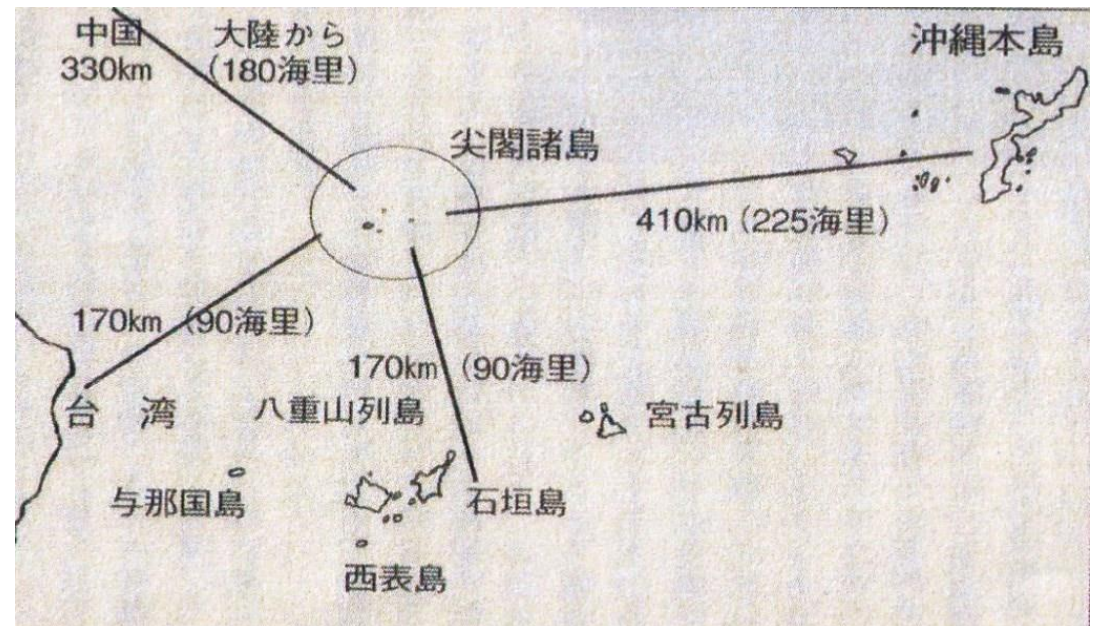 中国
330km
大陸から
(180海里)
沖縄本島
尖閣諸島
410km (225海里)
170km (90海里)
170km (90海里)
台 湾
八重山列島
宮古列島
与那国島
石垣島
西表島